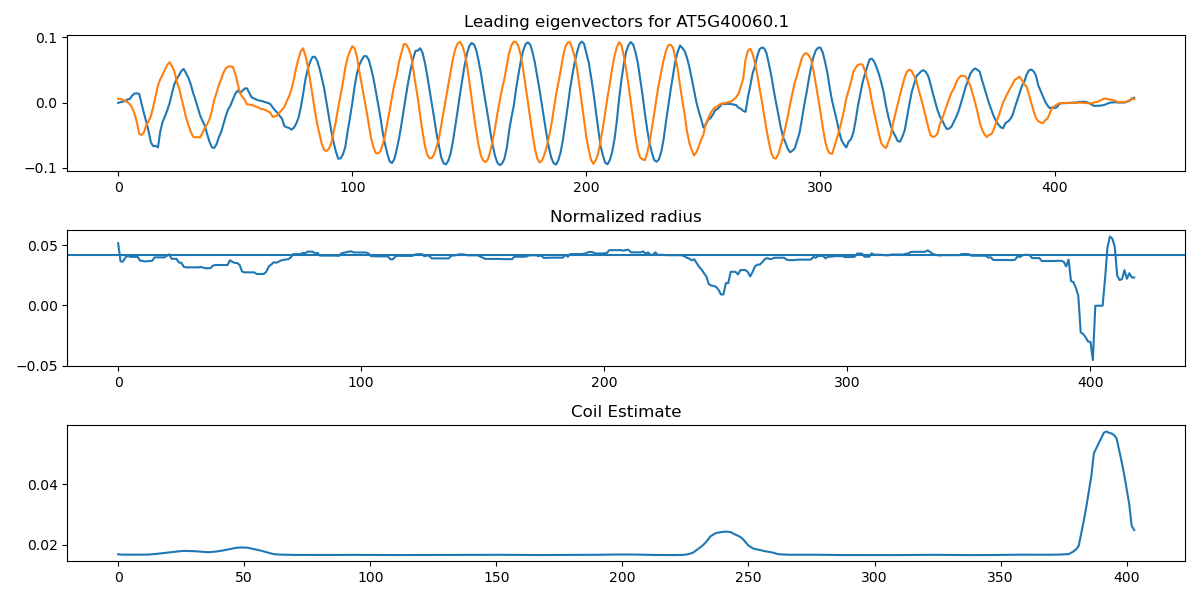 Leading eigenvectors for AT5G40060.1
0.1
0.0
−0.1
0 100 200 300 400
Normalized radius
0.05
0.00
−0.05
0 100 200 300 400
Coil Estimate
0.04
0.02
0 50 100 150 200 250 300 350 400